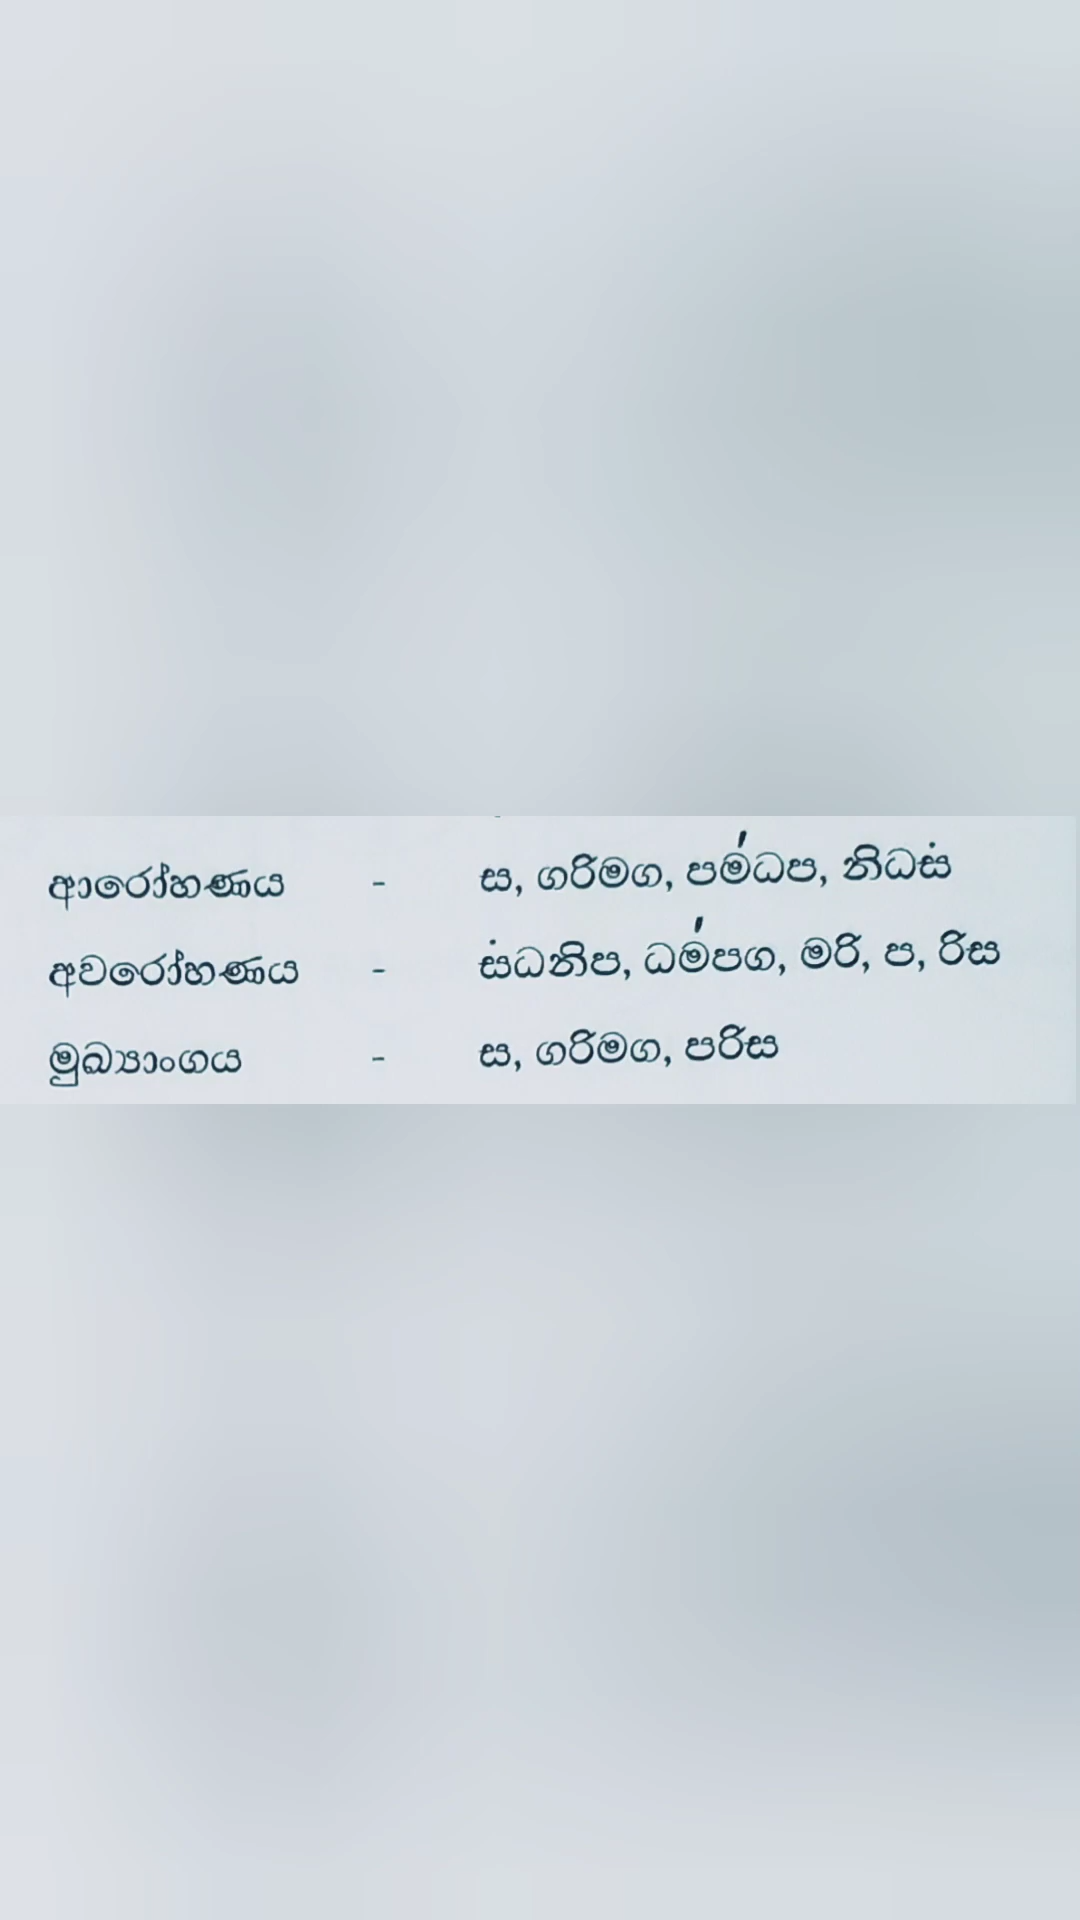 ආරෝහණය - ස, ගරිමග, පම॑ධප, නිධස̇
අවරෝහණය - ස̇ධනිප, ධම॑පග, මරි, ප, රිස
මුඛ්‍යාංගය - ස, ගරිමග, පරිස